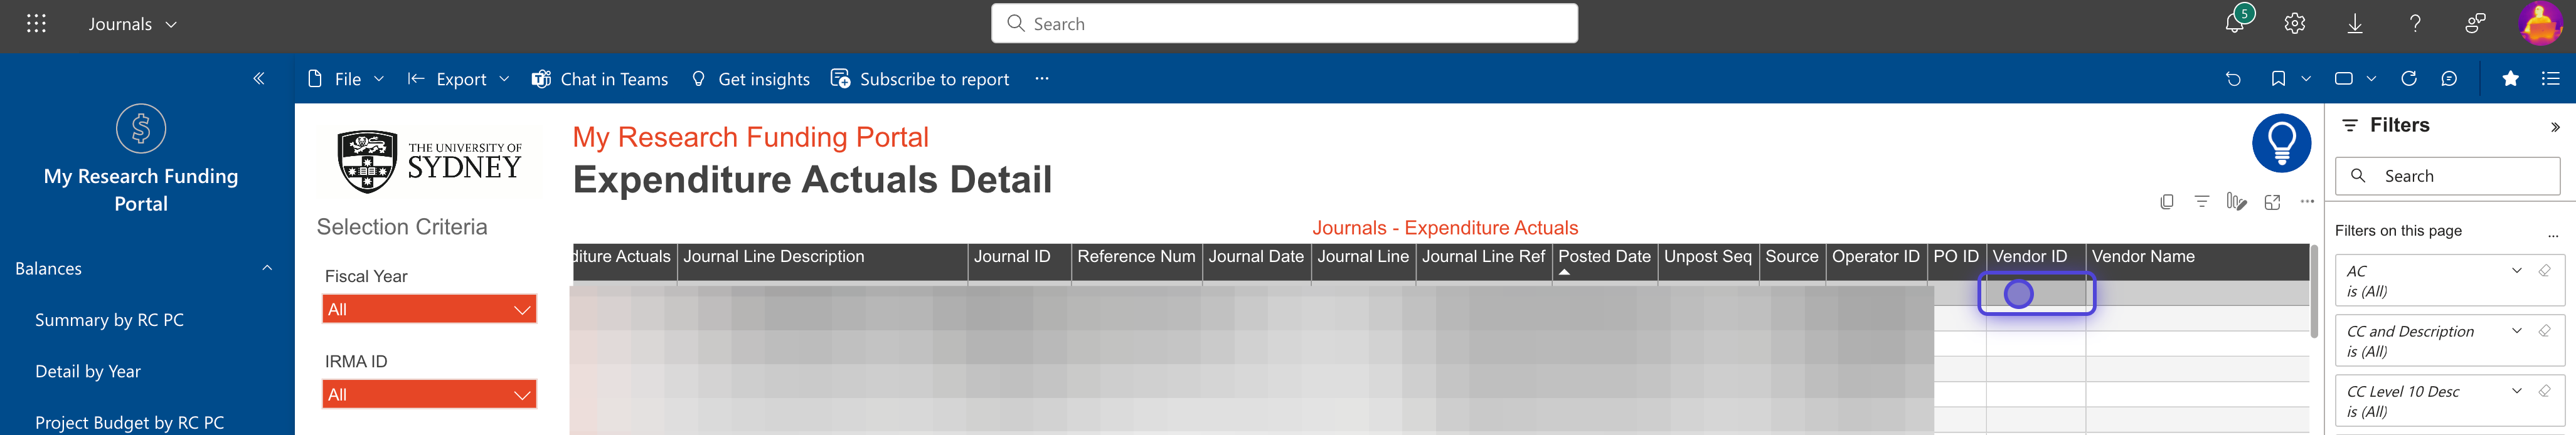 Journals
Search
5
File
Export
Chat in Teams
Get insights
Subscribe to report
My Research Funding
Portal
Balances
Summary by RC PC
Detail by Year
Project Budget by RC PC
THE UNIVERSITY OF
SYDNEY
My Research Funding Portal
Expenditure Actuals Detail
Selection Criteria
Fiscal Year
All
IRMA ID
All
Journals - Expenditure Actuals
diture Actuals Journal Line Description Journal ID Reference Num Journal Date Journal Line Journal Line Ref Posted Date Unpost Seq Source Operator ID PO ID Vendor ID Vendor Name
Filters
Search
Filters on this page
AC
is (All)
CC and Description
is (All)
CC Level 10 Desc
is (All)